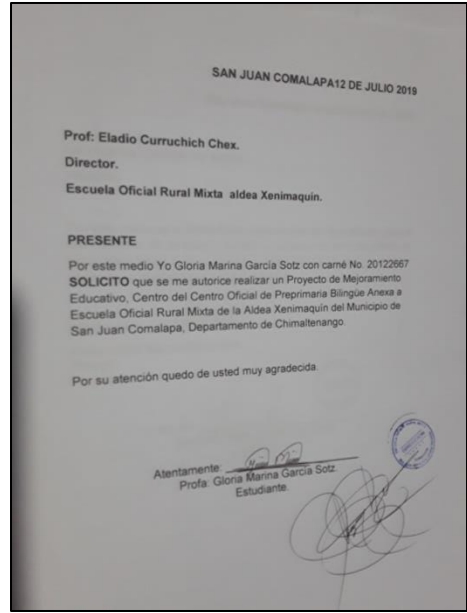 SAN JUAN COMALAPA12 DE JULIO 2019
Prof: Eladio Curruchich Chex.
Director.
Escuela Oficial Rural Mixta aldea Xenimaquin.
PRESENTE
Por este medio Yo Gloria Marina García Sotz con carné No. 20122667
SOLICITO que se me autorice realizar un Proyecto de Mejoramiento
Educativo, Centro del Centro Oficial de Preprimaria Bilingüe Anexa a
Escuela Oficial Rural Mixta de la Aldea Xenimaquín del Municipio de
San Juan Comalapa, Departamento de Chimaltenango.
Por su atención quedo de usted muy agradecida.
Atentamente:
Profa: Gloria Marina García Sotz.
Estudiante.